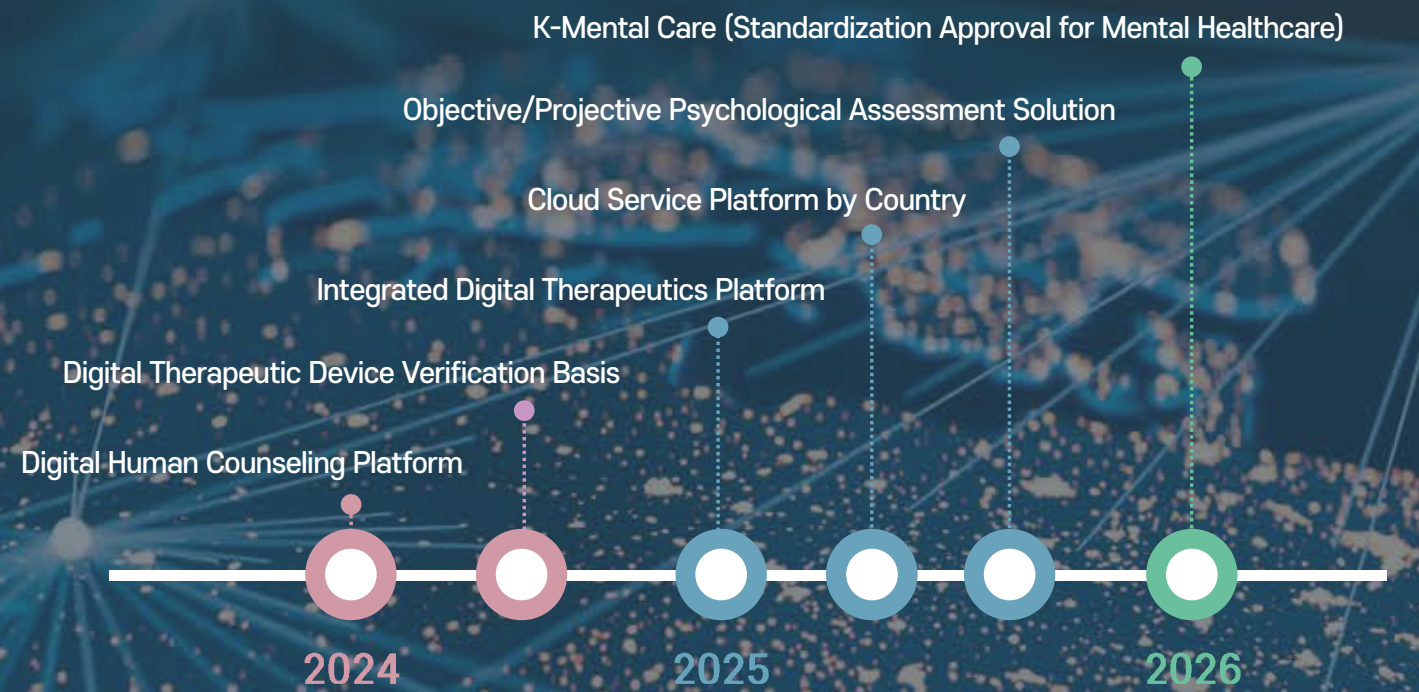 K-Mental Care (Standardization Approval for Mental Healthcare)
Objective/Projective Psychological Assessment Solution
Cloud Service Platform by Country
Integrated Digital Therapeutics Platform
Digital Therapeutic Device Verification Basis
Digital Human Counseling Platform
2024
2025
2026